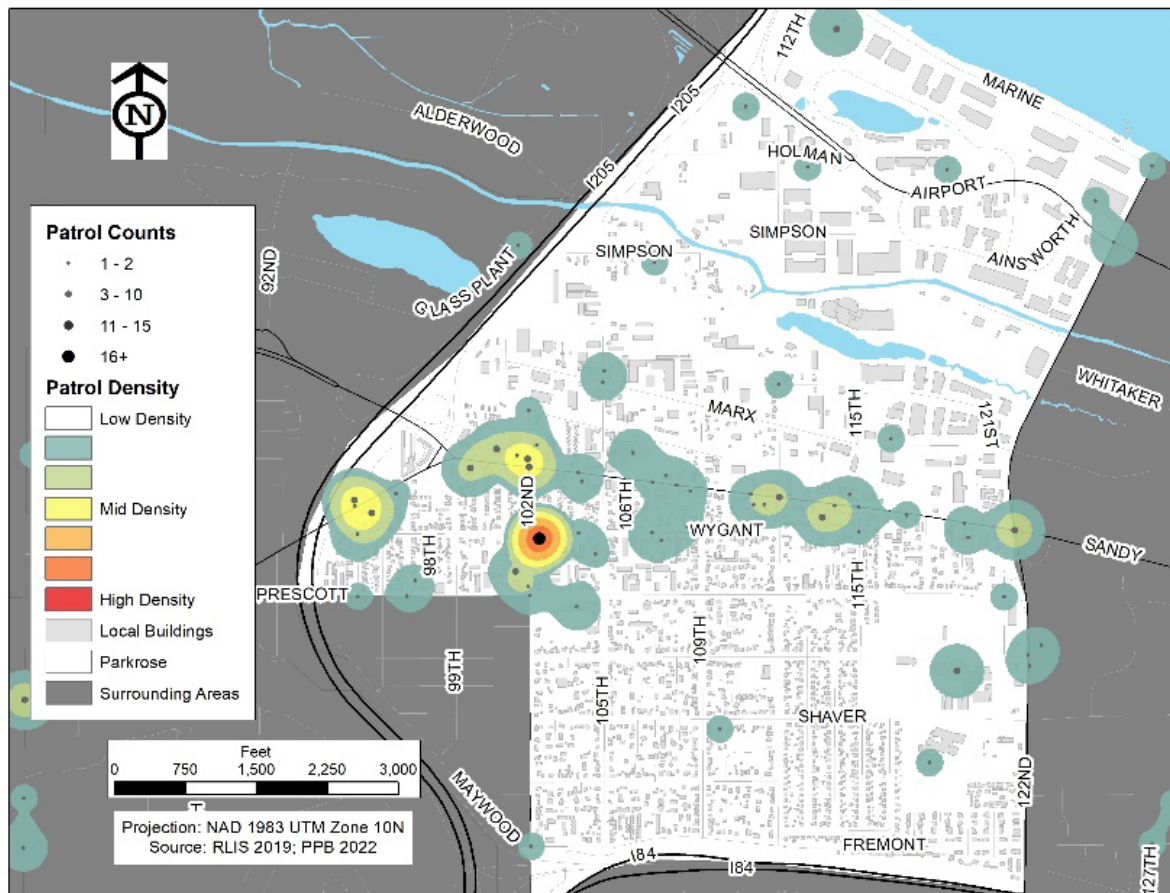 112TH
MARINE
I205
ALDERWOOD
HOLMAN
I205
AIRPORT
N
Patrol Counts
1 - 2
3 - 10
11 - 15
16+
Patrol Density
Low Density
Mid Density
High Density
Local Buildings
Parkrose
Surrounding Areas
92ND
SIMPSON
SIMPSON
AINSWORTH
GLASS PLANT
WHITAKER
MARX
115TH
121ST
102ND
106TH
WYGANT
SANDY
98TH
PRESCOTT
115TH
109TH
99TH
105TH
SHAVER
122ND
MAYWOOD
FREMONT
I84
I84
127TH
Feet
0 750 1,500 2,250 3,000
Projection: NAD 1983 UTM Zone 10N
Source: RLIS 2019; PPB 2022